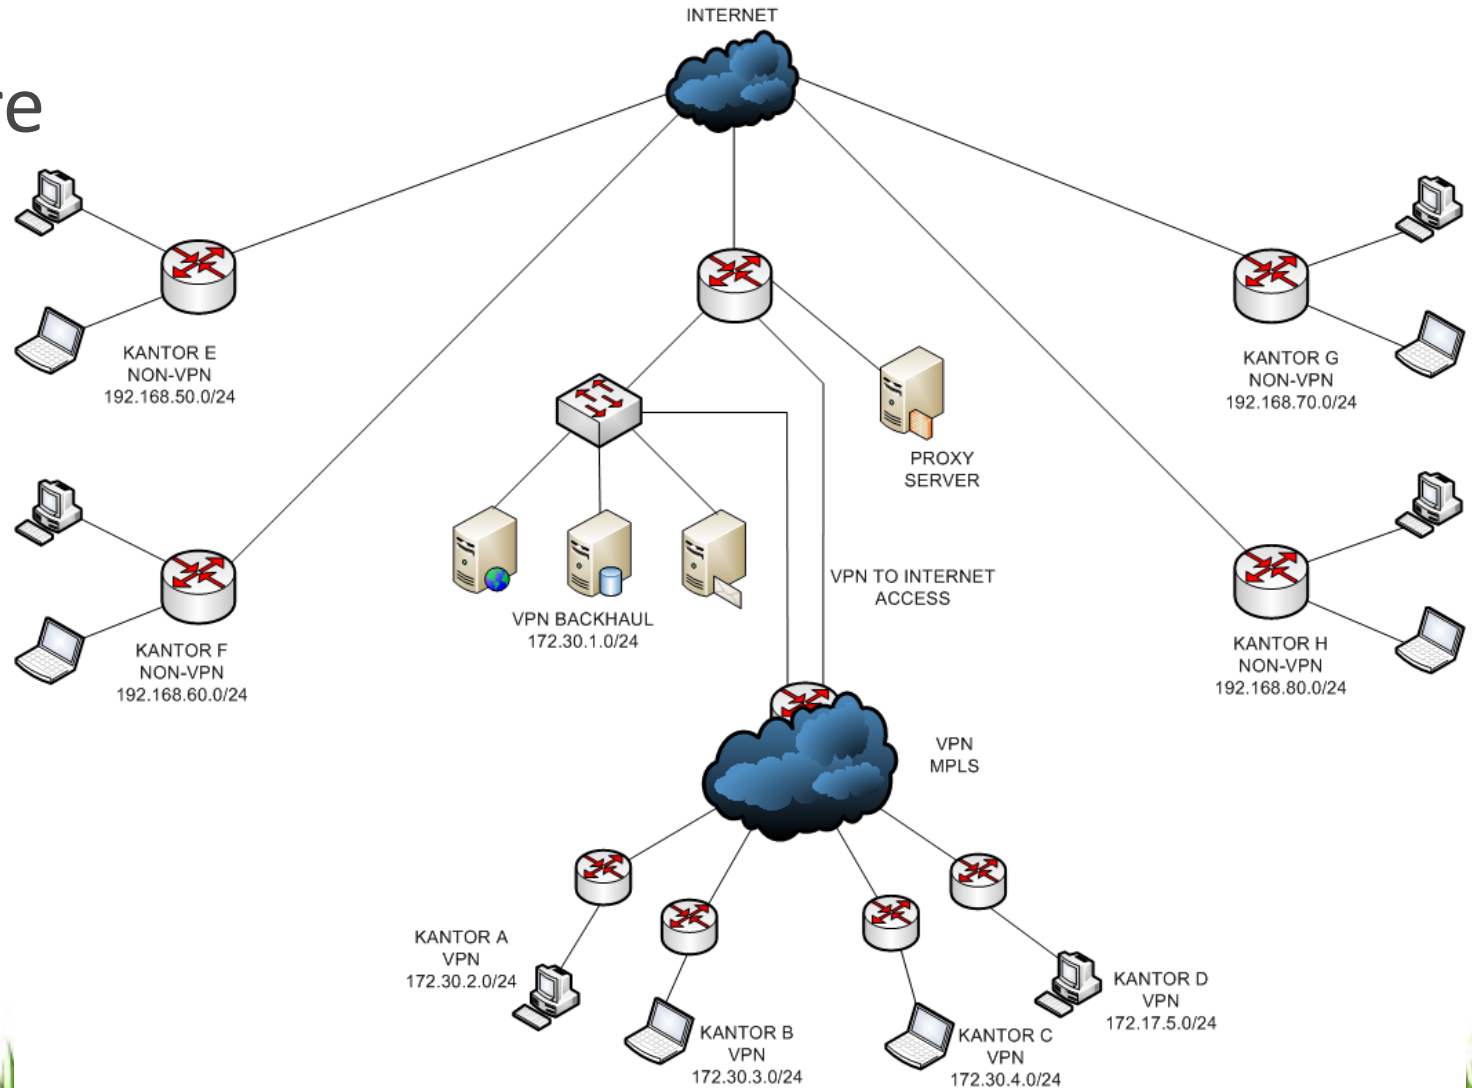 INTERNET
re
KANTOR E
NON-VPN
192.168.50.0/24
KANTOR G
NON-VPN
192.168.70.0/24
PROXY
SERVER
VPN TO INTERNET
ACCESS
VPN BACKHAUL
172.30.1.0/24
KANTOR F
NON-VPN
192.168.60.0/24
KANTOR H
NON-VPN
192.168.80.0/24
VPN
MPLS
KANTOR A
VPN
172.30.2.0/24
KANTOR B
VPN
172.30.3.0/24
KANTOR C
VPN
172.30.4.0/24
KANTOR D
VPN
172.17.5.0/24